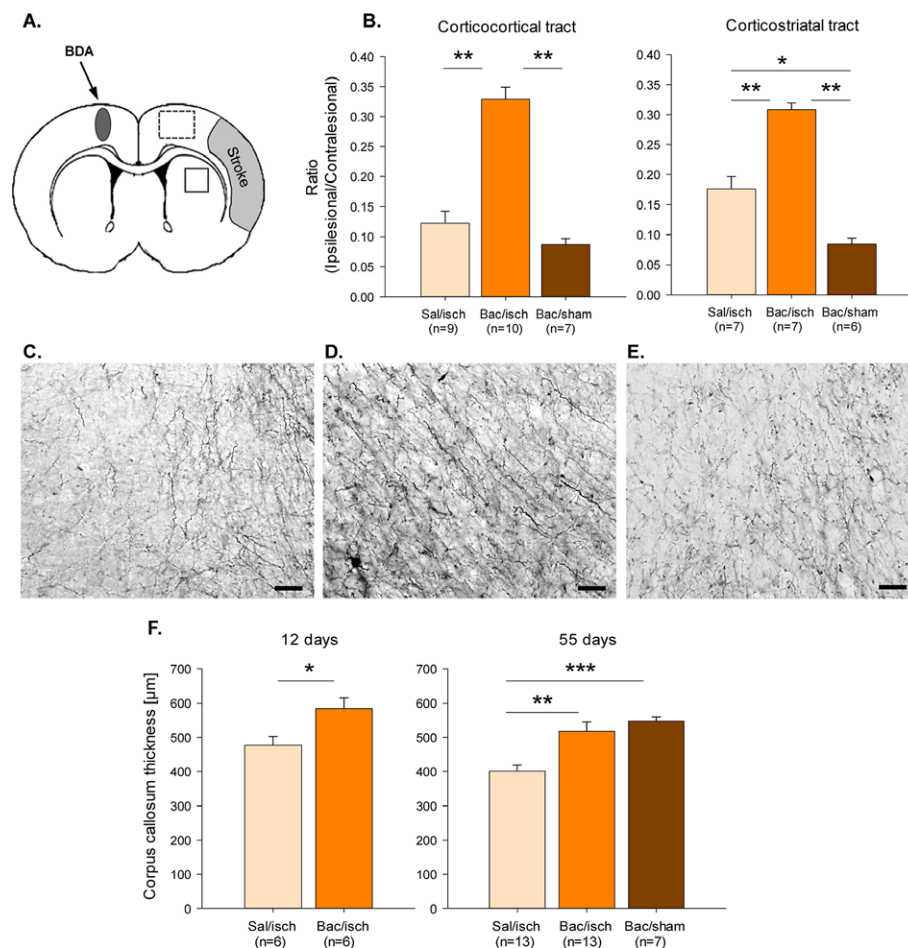 A.
BDA
Stroke
B.
Corticocortical tract
Ratio
(Ipsilesional/Contralesional)
0.40
0.35
0.30
0.25
0.20
0.15
0.10
0.05
0.00
**
**
Sal/isch
(n=9)
Bac/isch
(n=10)
Bac/sham
(n=7)
Corticostriatal tract
0.40
0.35
0.30
0.25
0.20
0.15
0.10
0.05
0.00
*
**
**
Sal/isch
(n=7)
Bac/isch
(n=7)
Bac/sham
(n=6)
C.
D.
E.
F.
12 days
Corpus callosum thickness [µm]
700
600
500
400
300
200
100
0
*
Sal/isch
(n=6)
Bac/isch
(n=6)
55 days
700
600
500
400
300
200
100
0
***
**
Sal/isch
(n=13)
Bac/isch
(n=13)
Bac/sham
(n=7)